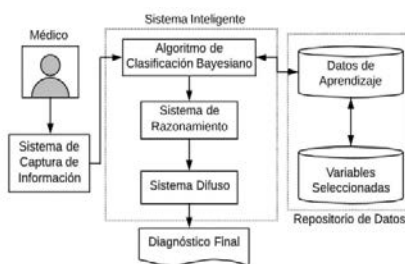 Sistema Inteligente
Médico
Algoritmo de
Clasificación Bayesiano
Datos de
Aprendizaje
Sistema de
Razonamiento
Sistema de
Captura de
Información
Sistema Difuso
Variables
Seleccionadas
Repositorio de Datos
Diagnóstico Final